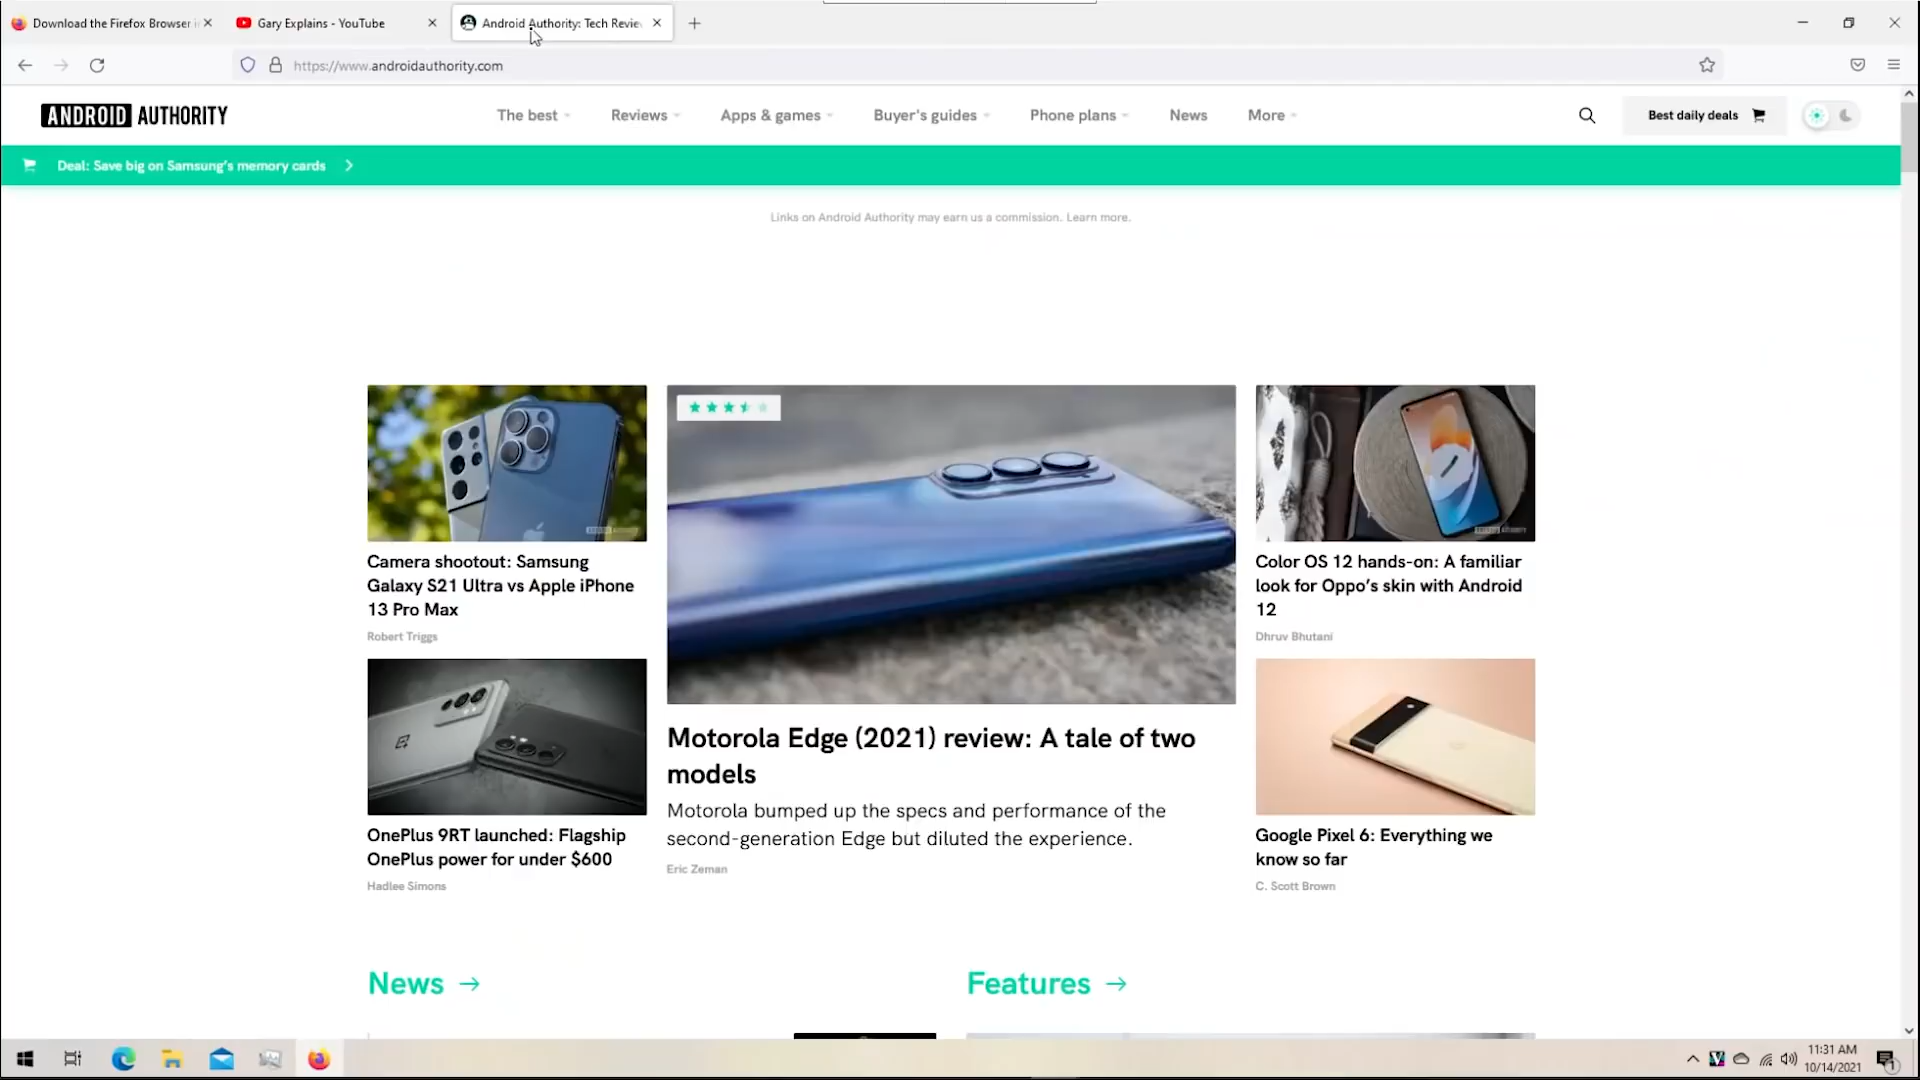 Download the Firefox Browser
Gary Explains - YouTube
Android Authority: Tech Revie
https://www.androidauthority.com
ANDROID AUTHORITY
The best
Reviews
Apps & games
Buyer's guides
Phone plans
News
More
Best daily deals
Deal: Save big on Samsung's memory cards
Links on Android Authority may earn us a commission. Learn more.
ANDROID AUTHORITY
Camera shootout: Samsung
Galaxy S21 Ultra vs Apple iPhone
13 Pro Max
Robert Triggs
OnePlus 9RT launched: Flagship
OnePlus power for under $600
Hadlee Simons
Motorola Edge (2021) review: A tale of two
models
Motorola bumped up the specs and performance of the
second-generation Edge but diluted the experience.
Eric Zeman
ANDROID AUTHORITY
Color OS 12 hands-on: A familiar
look for Oppo's skin with Android
12
Dhruv Bhutani
Google Pixel 6: Everything we
know so far
C. Scott Brown
News
Features
11:31 AM
10/14/2021
1